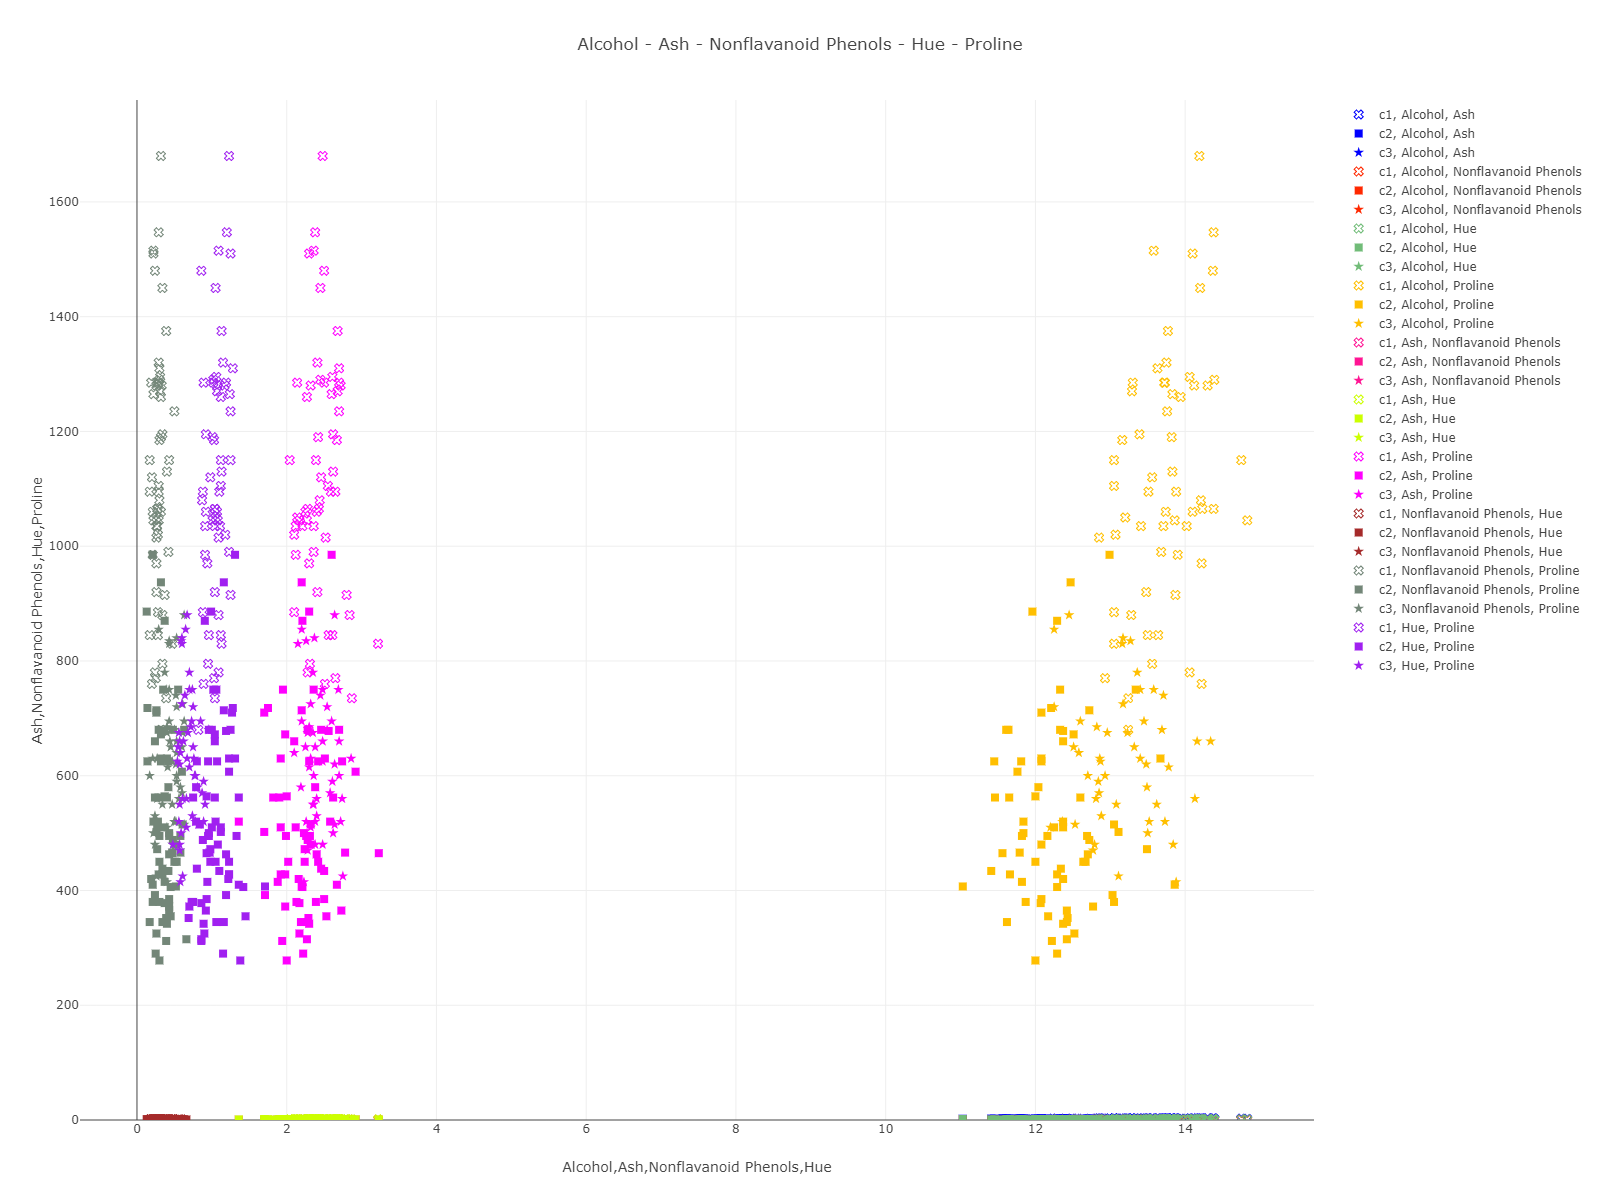 Alcohol - Ash - Nonflavanoid Phenols - Hue - Proline
c1, Alcohol, Ash
c2, Alcohol, Ash
c3, Alcohol, Ash
c1, Alcohol, Nonflavanoid Phenols
c2, Alcohol, Nonflavanoid Phenols
c3, Alcohol, Nonflavanoid Phenols
c1, Alcohol, Hue
c2, Alcohol, Hue
c3, Alcohol, Hue
c1, Alcohol, Proline
c2, Alcohol, Proline
c3, Alcohol, Proline
c1, Ash, Nonflavanoid Phenols
c2, Ash, Nonflavanoid Phenols
c3, Ash, Nonflavanoid Phenols
c1, Ash, Hue
c2, Ash, Hue
c3, Ash, Hue
c1, Ash, Proline
c2, Ash, Proline
c3, Ash, Proline
c1, Nonflavanoid Phenols, Hue
c2, Nonflavanoid Phenols, Hue
c3, Nonflavanoid Phenols, Hue
c1, Nonflavanoid Phenols, Proline
c2, Nonflavanoid Phenols, Proline
c3, Nonflavanoid Phenols, Proline
c1, Hue, Proline
c2, Hue, Proline
c3, Hue, Proline
Ash,Nonflavanoid Phenols,Hue,Proline
1600
1400
1200
1000
800
600
400
200
0
0 2 4 6 8 10 12 14
Alcohol,Ash,Nonflavanoid Phenols,Hue